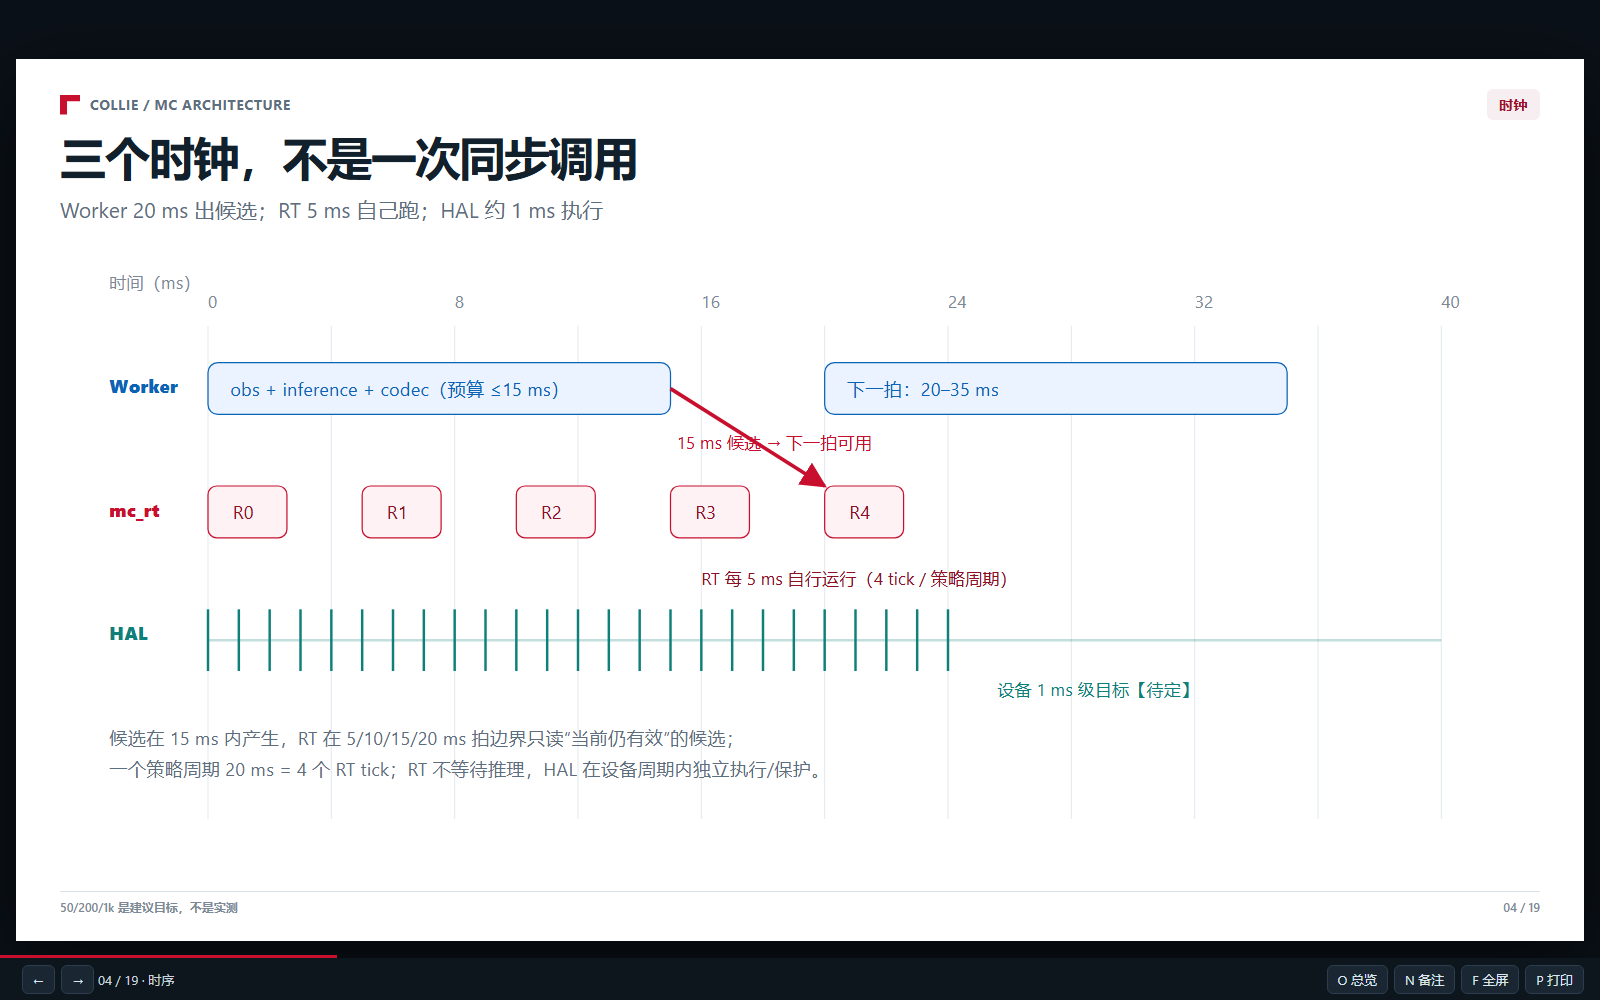 COLLIE / MC ARCHITECTURE
时钟
三个时钟，不是一次同步调用
Worker 20 ms 出候选；RT 5 ms 自己跑；HAL 约 1 ms 执行
时间（ms）
0 8 16 24 32 40
Worker
obs + inference + codec（预算 ≤15 ms）
下一拍：20–35 ms
15 ms 候选 → 下一拍可用
mc_rt
R0 R1 R2 R3 R4
RT 每 5 ms 自行运行（4 tick / 策略周期）
HAL
设备 1 ms 级目标【待定】
候选在 15 ms 内产生，RT 在 5/10/15/20 ms 拍边界只读“当前仍有效”的候选；
一个策略周期 20 ms = 4 个 RT tick；RT 不等待推理，HAL 在设备周期内独立执行/保护。
50/200/1k 是建议目标，不是实测
04 / 19
← → 04 / 19 · 时序
O 总览 N 备注 F 全屏 P 打印